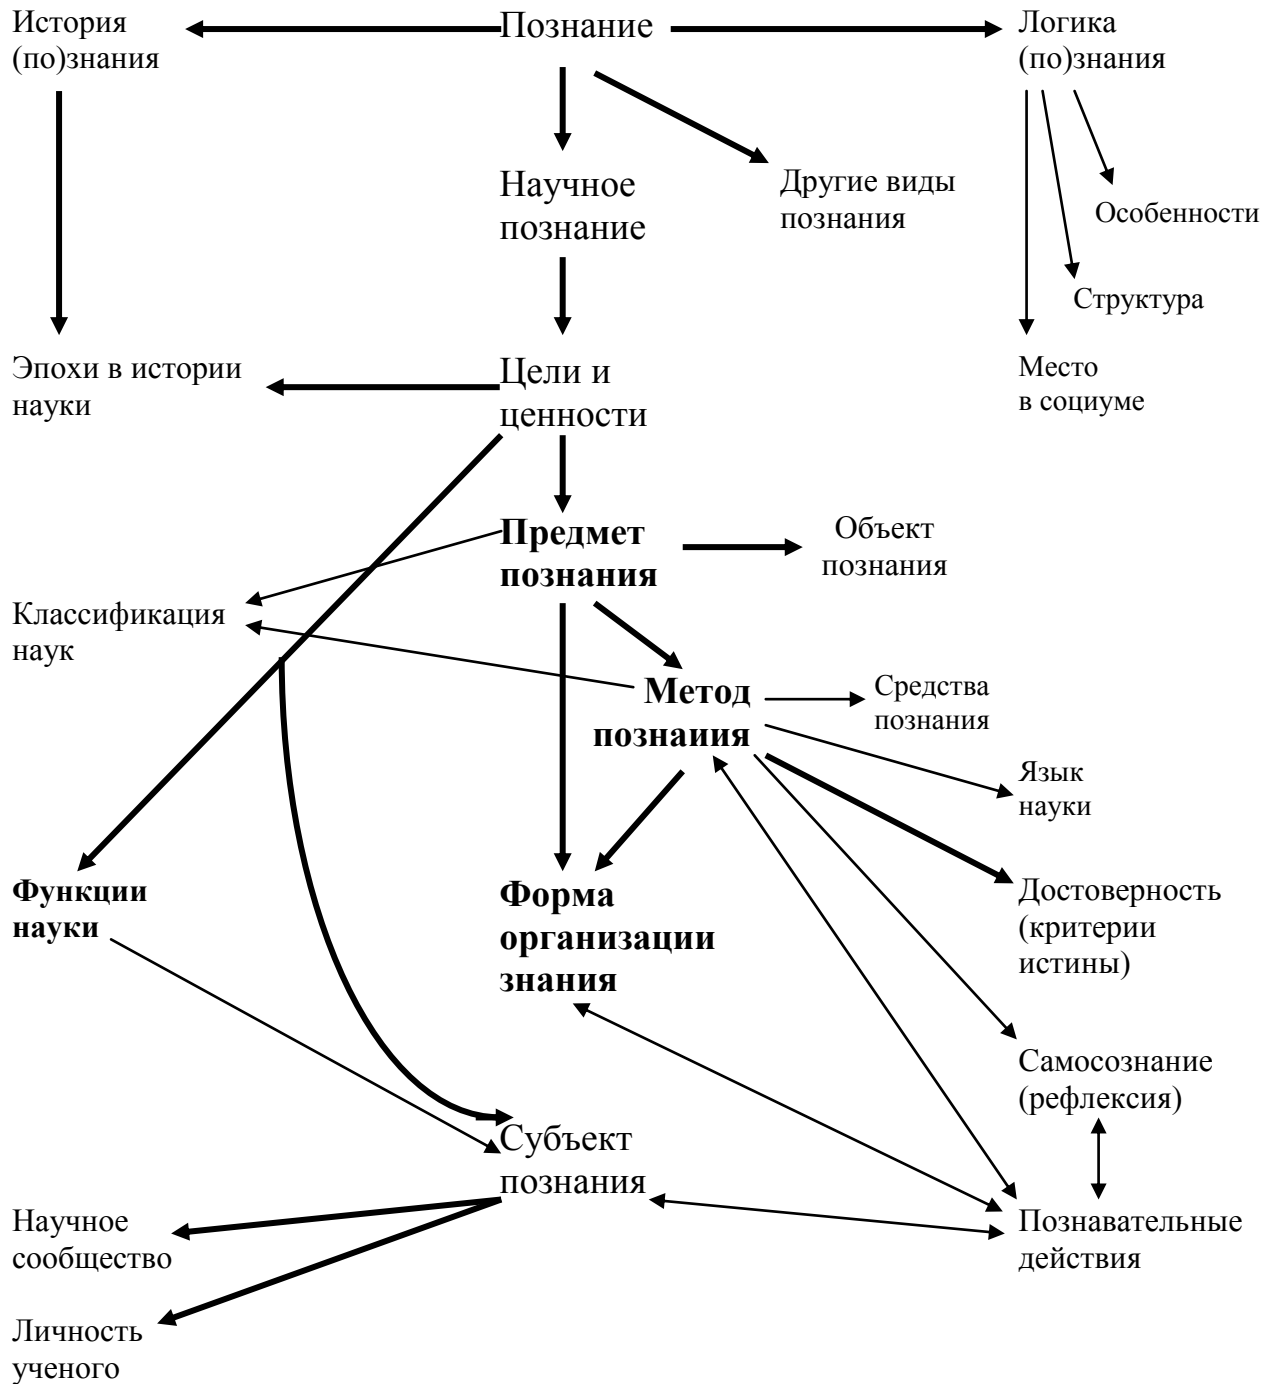 История
(по)знания
Познание
Логика
(по)знания
Научное
познание
Другие виды
познания
Особенности
Структура
Эпохи в истории
науки
Цели и
ценности
Место
в социуме
Предмет
познания
Объект
познания
Классификация
наук
Метод
познаиия
Средства
познания
Язык
науки
Функции
науки
Форма
организации
знания
Достоверность
(критерии
истины)
Самосознание
(рефлексия)
Субъект
познания
Научное
сообщество
Познавательные
действия
Личность
ученого